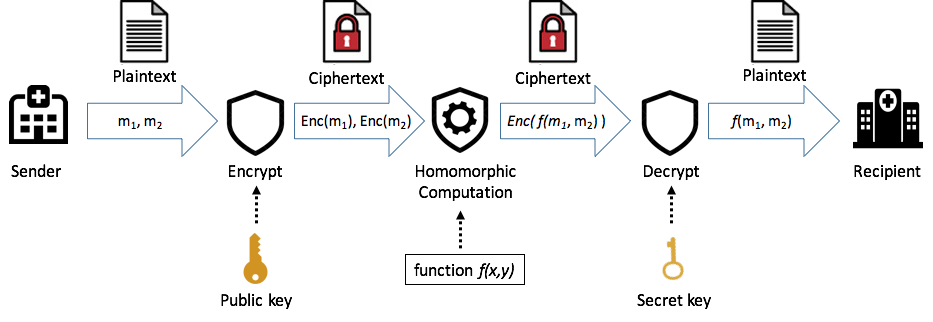 Plaintext
Ciphertext
Ciphertext
Plaintext
m₁, m₂
Enc(m₁), Enc(m₂)
Enc( f(m₁, m₂) )
f(m₁, m₂)
Sender
Encrypt
Homomorphic
Computation
Decrypt
Recipient
function f(x,y)
Public key
Secret key